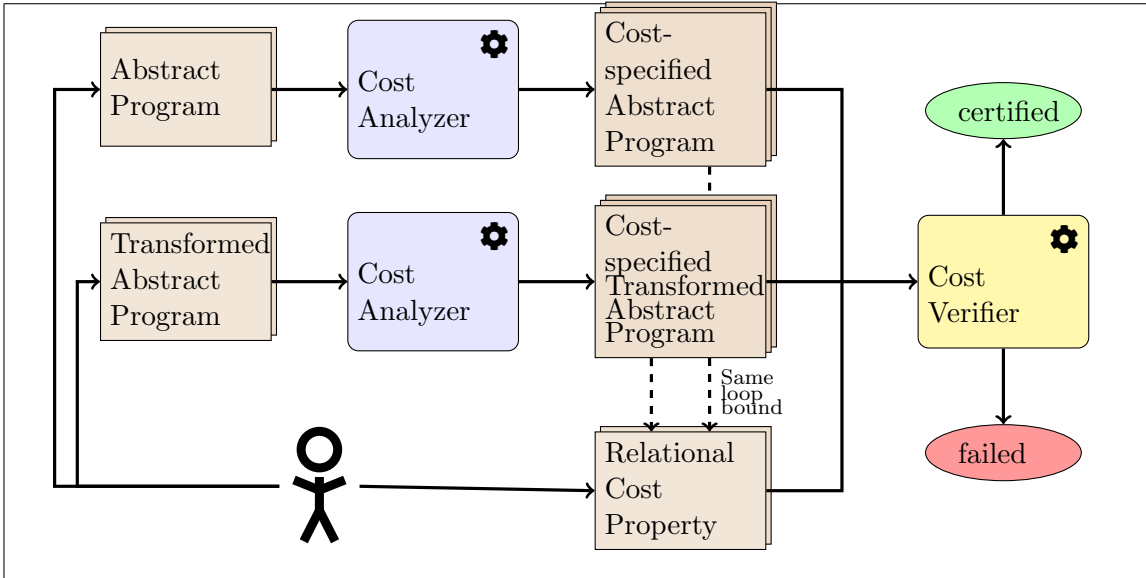 Abstract
Program
Cost
Analyzer
Cost-
specified
Abstract
Program
certified
Transformed
Abstract
Program
Cost
Analyzer
Cost-
specified
Transformed
Abstract
Program
Cost
Verifier
Same
loop
bound
Relational
Cost
Property
failed